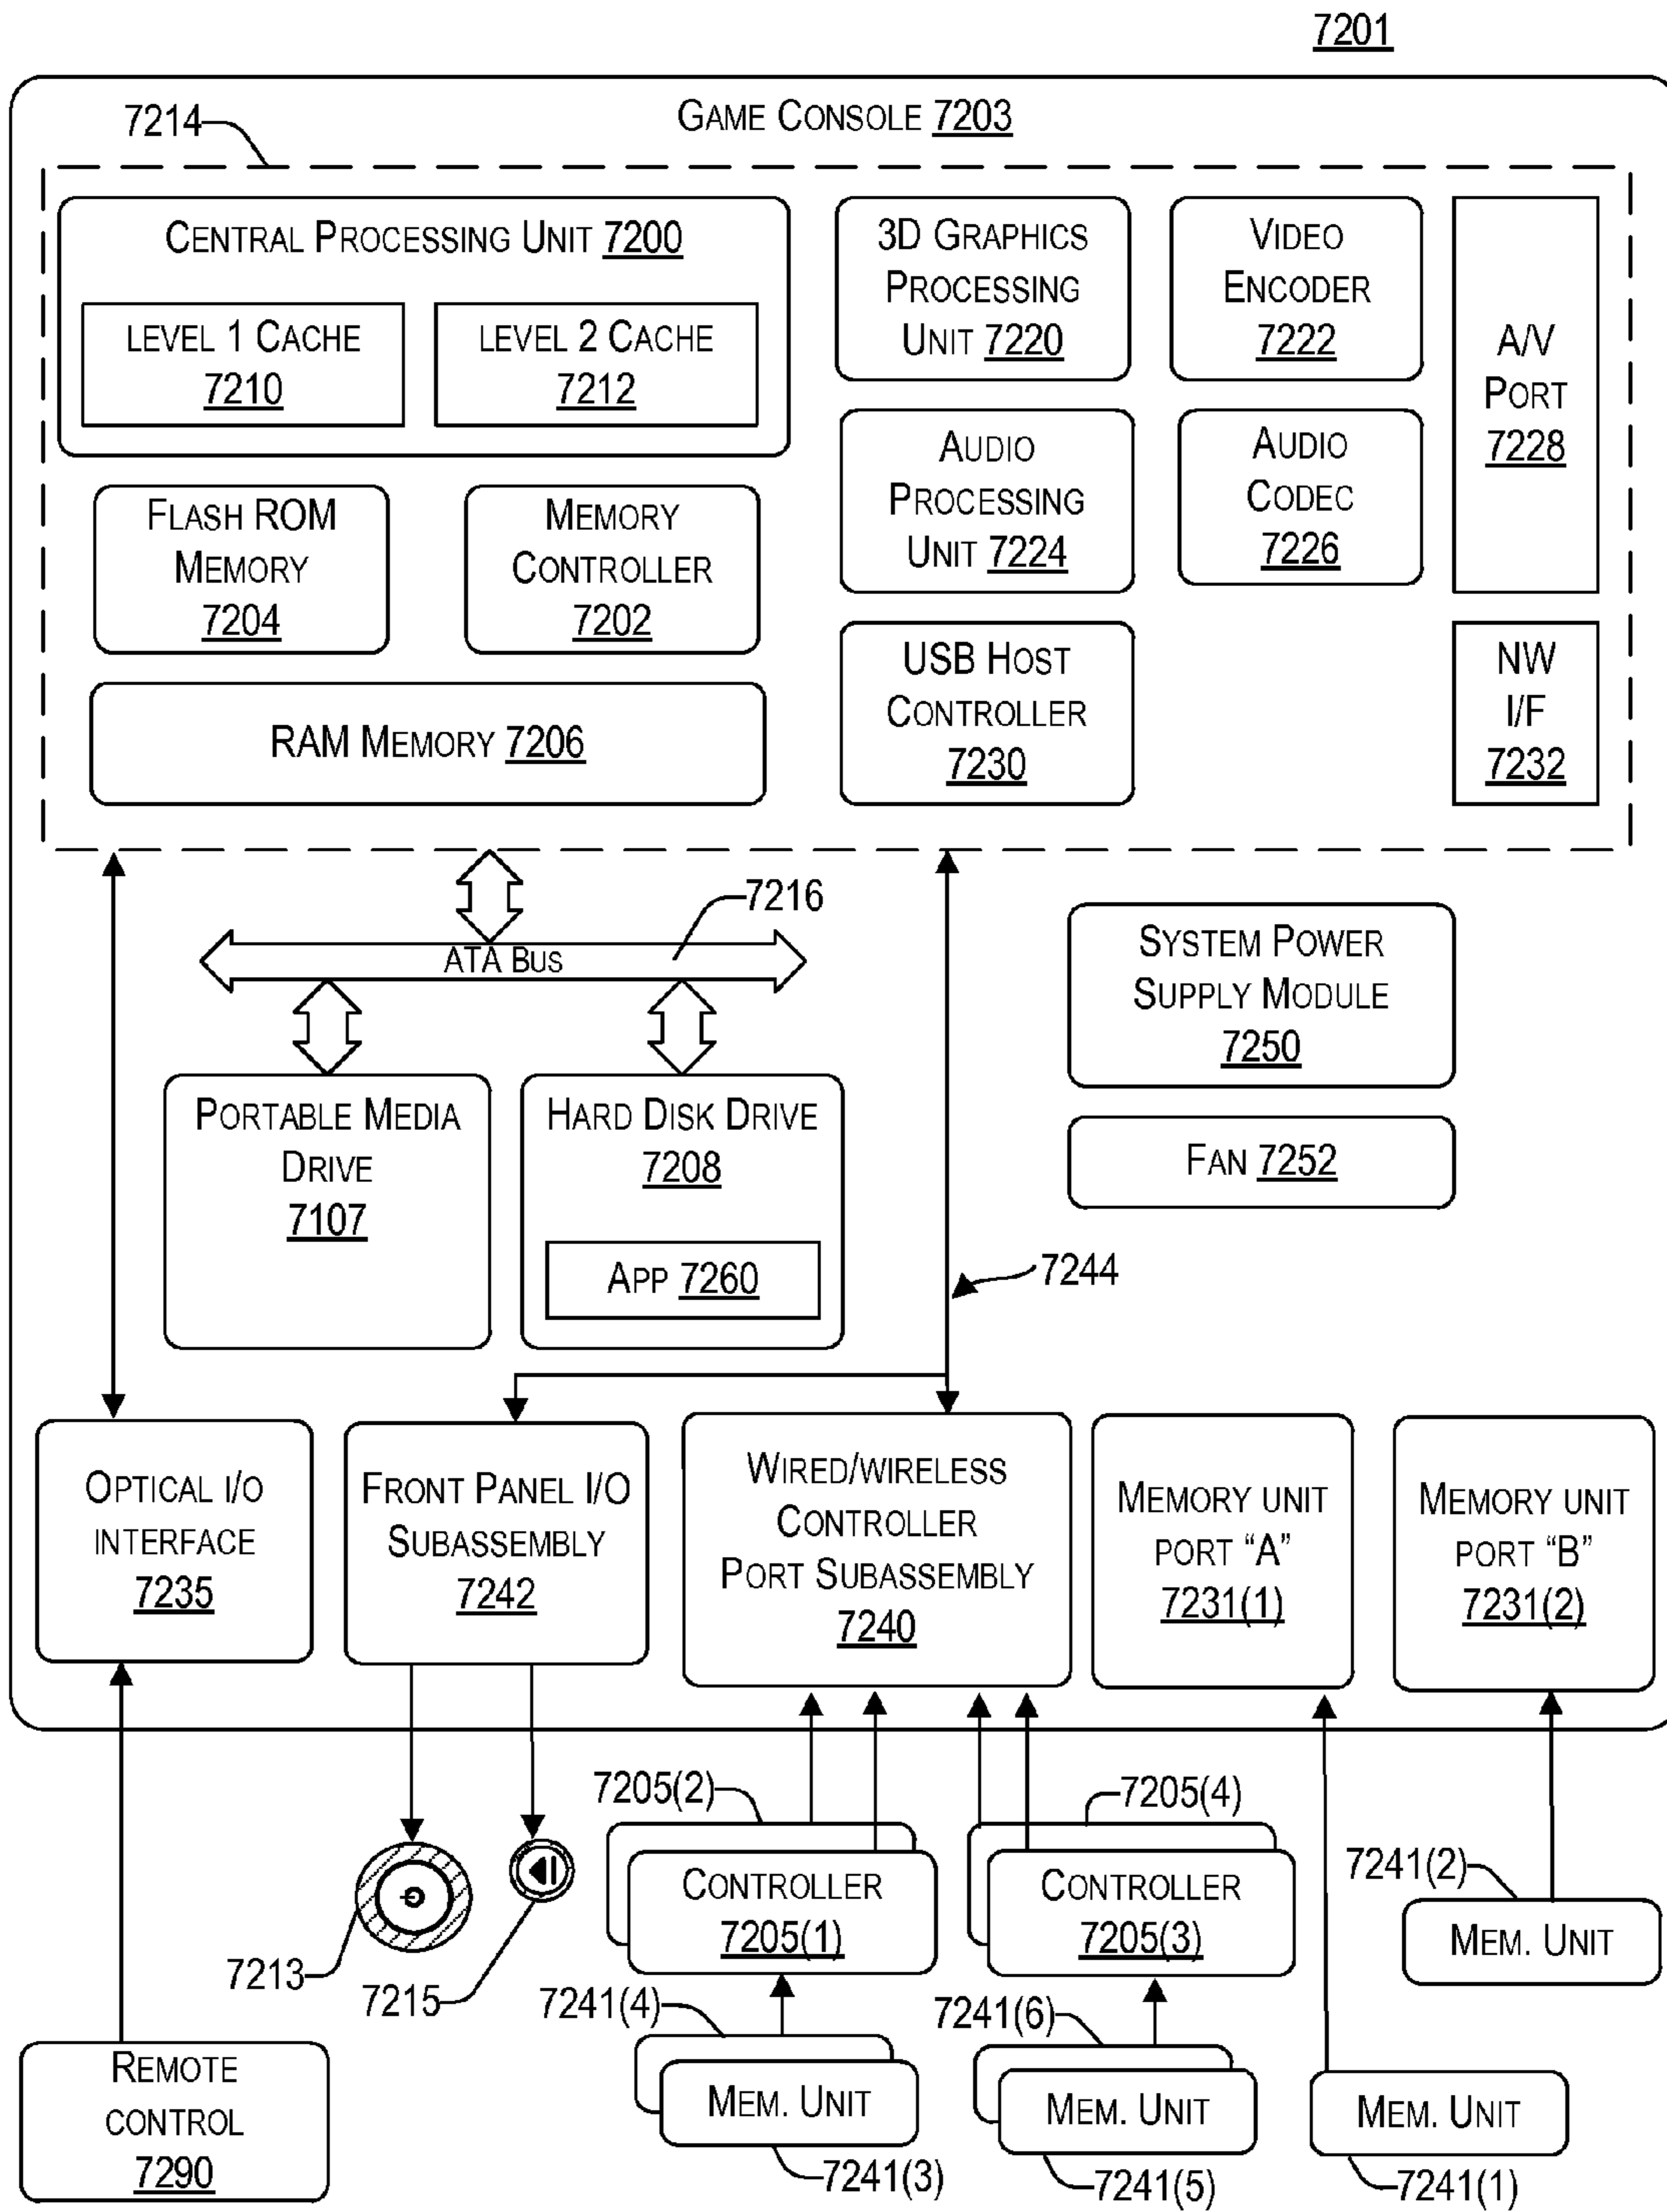 7201
GAME CONSOLE 7203
7214
CENTRAL PROCESSING UNIT 7200
LEVEL 1 CACHE
7210
LEVEL 2 CACHE
7212
3D GRAPHICS
PROCESSING
UNIT 7220
VIDEO
ENCODER
7222
A/V
PORT
7228
AUDIO
PROCESSING
UNIT 7224
AUDIO
CODEC
7226
FLASH ROM
MEMORY
7204
MEMORY
CONTROLLER
7202
USB HOST
CONTROLLER
7230
NW
I/F
7232
RAM MEMORY 7206
7216
ATA BUS
SYSTEM POWER
SUPPLY MODULE
7250
PORTABLE MEDIA
DRIVE
7107
HARD DISK DRIVE
7208
APP 7260
FAN 7252
7244
OPTICAL I/O
INTERFACE
7235
FRONT PANEL I/O
SUBASSEMBLY
7242
WIRED/WIRELESS
CONTROLLER
PORT SUBASSEMBLY
7240
MEMORY UNIT
PORT “A”
7231(1)
MEMORY UNIT
PORT “B”
7231(2)
7205(2)
7205(4)
CONTROLLER
7205(1)
CONTROLLER
7205(3)
7241(2)
MEM. UNIT
7213
7215
7241(4)
7241(6)
REMOTE
CONTROL
7290
MEM. UNIT
MEM. UNIT
MEM. UNIT
7241(3)
7241(5)
7241(1)